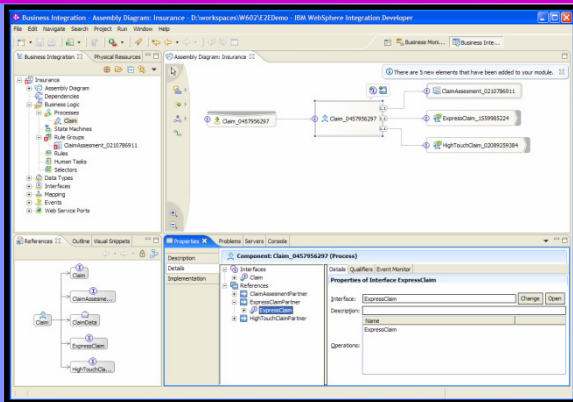 Business Integration - Assembly Diagram: Insurance - D:\workspaces\W602\E2EDemo - IBM WebSphere Integration Developer
File Edit Navigate Search Project Run Window Help
Business Moni... Business Inte...
Business Integration Physical Resources
Assembly Diagram: Insurance
There are 5 new elements that have been added to your module.
Insurance
Assembly Diagram
Dependencies
Business Logic
Processes
Claim
State Machines
Rule Groups
ClaimAssesment_0210786911
Rules
Human Tasks
Selectors
Data Types
Interfaces
Mapping
Events
Web Service Ports
Claim_0457956297
Claim_0457956297
ClaimAssesment_0210786911
ExpressClaim_1559985224
HighTouchClaim_02089259384
References Outline Visual Snippets
Claim
ClaimAssesme...
Claim
ClaimData
ExpressClaim
HighTouchCla...
Properties Problems Servers Console
Description
Details
Implementation
Component: Claim_0457956297 (Process)
Interfaces
Claim
References
ClaimAssesmentPartner
ExpressClaimPartner
ExpressClaim
HighTouchClaimPartner
Details Qualifiers Event Monitor
Properties of Interface ExpressClaim
Interface: ExpressClaim Change Open
Description:
Name
ExpressClaim
Operations: